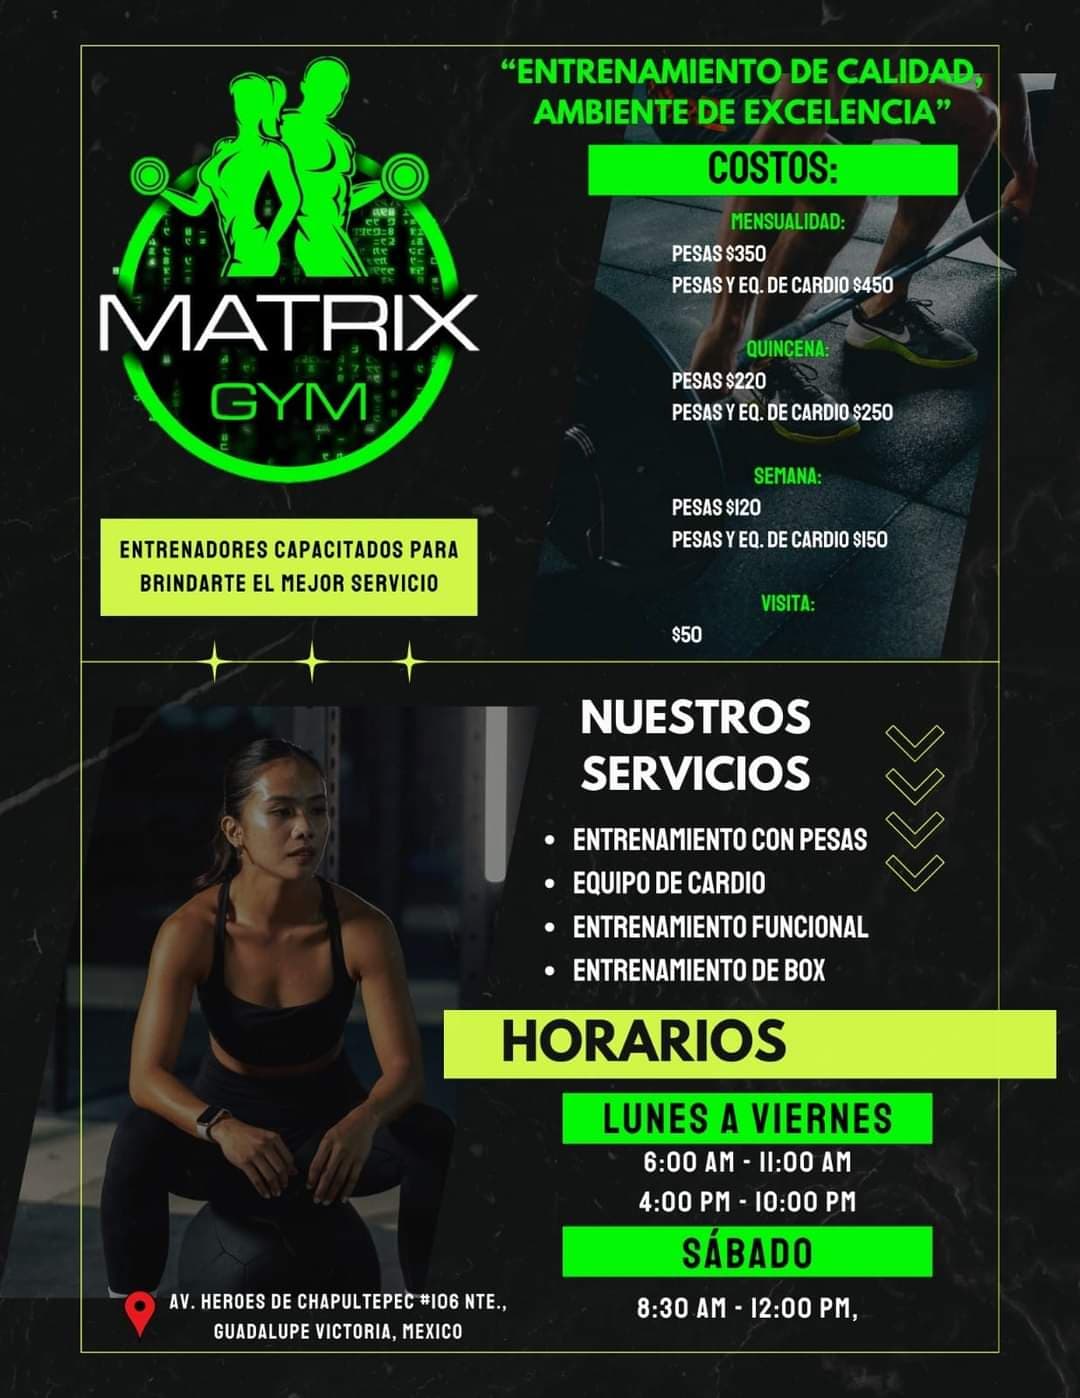 MATRIX
GYM
ENTRENADORES CAPACITADOS PARA
BRINDARTE EL MEJOR SERVICIO
“ENTRENAMIENTO DE CALIDAD,
AMBIENTE DE EXCELENCIA”
COSTOS:
MENSUALIDAD:
PESAS $350
PESAS Y EQ. DE CARDIO $450
QUINCENA:
PESAS $220
PESAS Y EQ. DE CARDIO $250
SEMANA:
PESAS $120
PESAS Y EQ. DE CARDIO $150
VISITA:
$50
NUESTROS
SERVICIOS
• ENTRENAMIENTO CON PESAS
• EQUIPO DE CARDIO
• ENTRENAMIENTO FUNCIONAL
• ENTRENAMIENTO DE BOX
HORARIOS
LUNES A VIERNES
6:00 AM - 11:00 AM
4:00 PM - 10:00 PM
SÁBADO
8:30 AM - 12:00 PM,
AV. HEROES DE CHAPULTEPEC #106 NTE.,
GUADALUPE VICTORIA, MEXICO